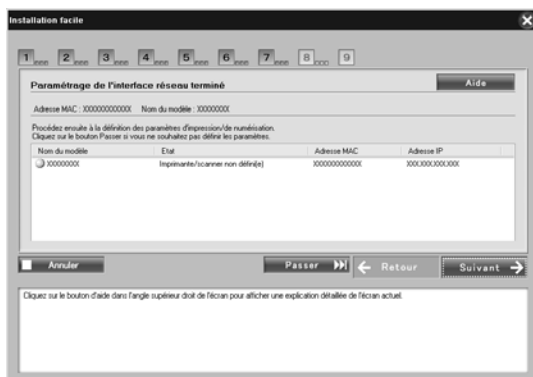 Installation facile
1 2 3 4 5 6 7 8 9
Paramétrage de l'interface réseau terminé
Aide
Adresse MAC : XXXXXXXXXXXX Nom du modèle : XXXXXXXX
Procédez ensuite à la définition des paramètres d'impression/de numérisation.
Cliquez sur le bouton Passer si vous ne souhaitez pas définir les paramètres.
Nom du modèle Etat Adresse MAC Adresse IP
XXXXXXXX Imprimante/scanner non défini(e) XXXXXXXXXXXX XXX.XXX.XXX.XXX
Annuler Passer Retour Suivant
Cliquez sur le bouton d'aide dans l'angle supérieur droit de l'écran pour afficher une explication détaillée de l'écran actuel.